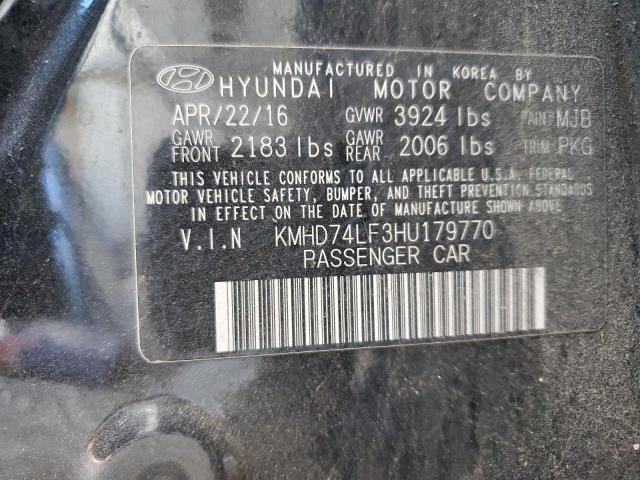 MANUFACTURED IN KOREA BY
HYUNDAI MOTOR COMPANY
APR/22/16 GVWR 3924 lbs PAINT MJB
GAWR FRONT 2183 lbs GAWR REAR 2006 lbs TRIM PKG
THIS VEHICLE CONFORMS TO ALL APPLICABLE U.S.A. FEDERAL
MOTOR VEHICLE SAFETY, BUMPER, AND THEFT PREVENTION STANDARDS
IN EFFECT ON THE DATE OF MANUFACTURE SHOWN ABOVE.
V.I.N KMHD74LF3HU179770
PASSENGER CAR